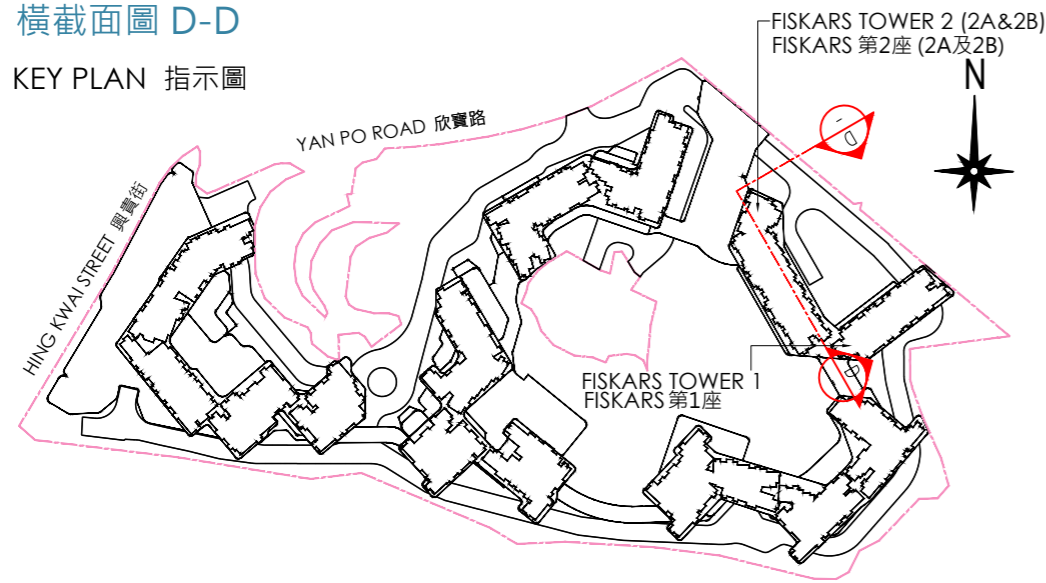 橫截面圖 D-D
KEY PLAN 指示圖
FISKARS TOWER 2 (2A&2B)
FISKARS 第2座 (2A及2B)
N
YAN PO ROAD 欣寶路
D
HING KWAI STREET 興貴街
FISKARS TOWER 1
FISKARS 第1座
D